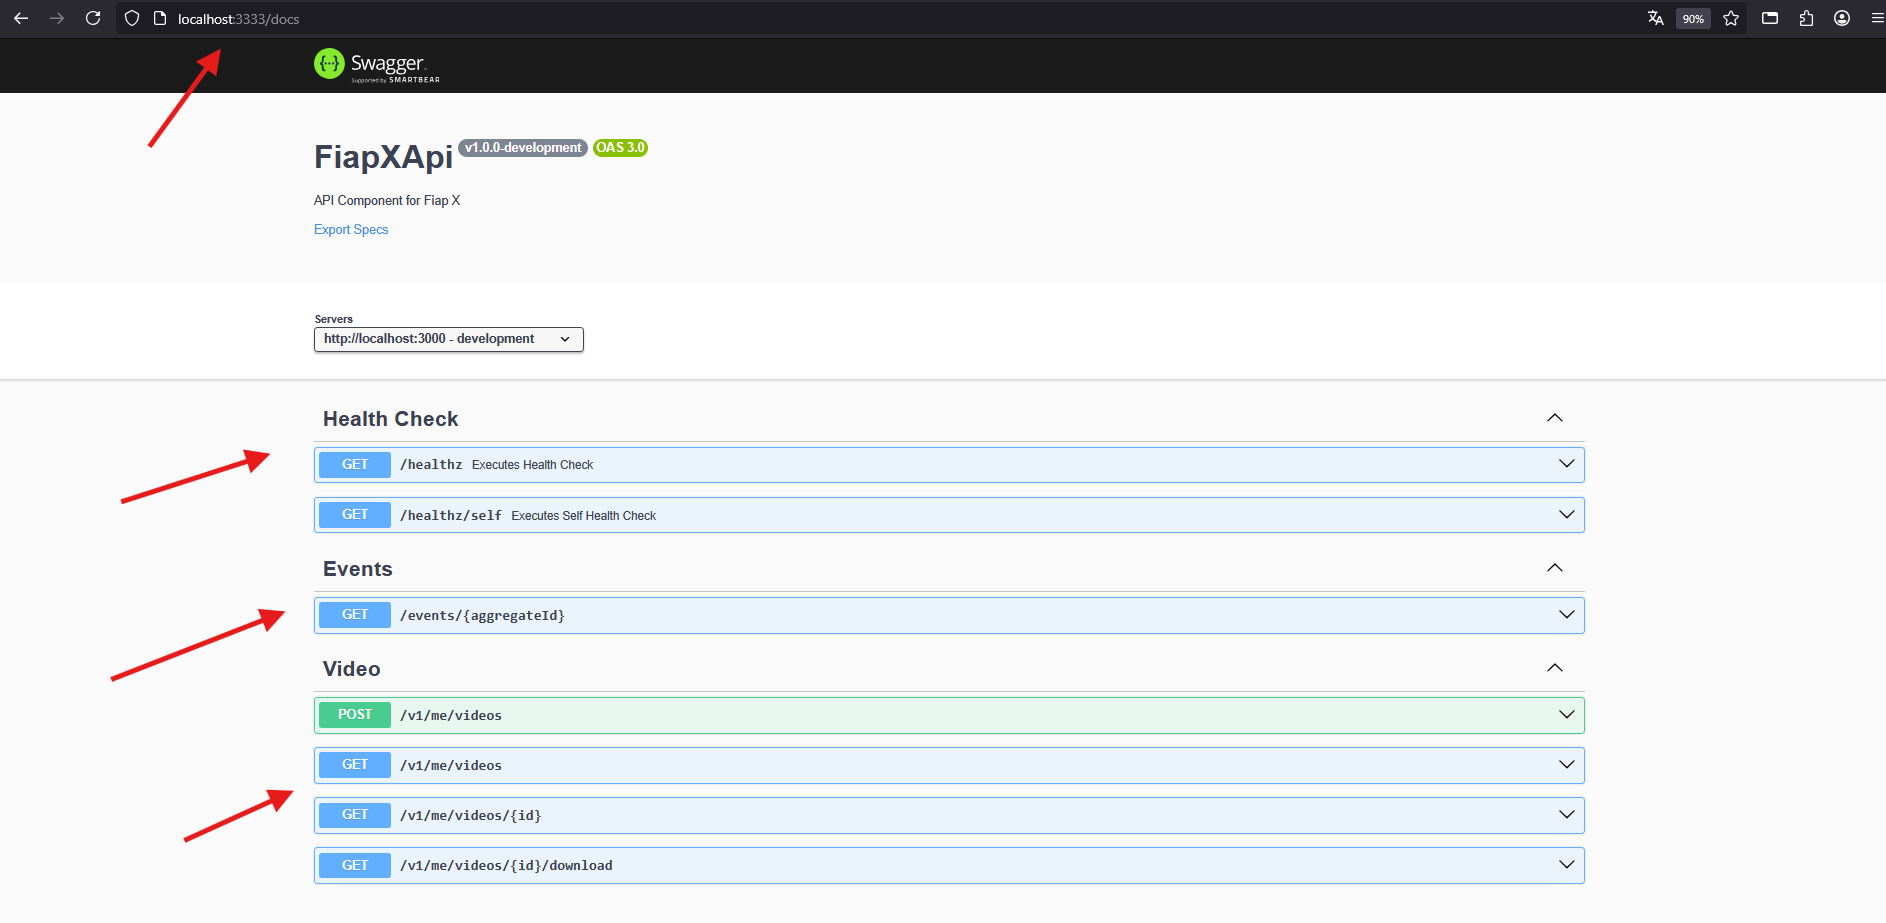 localhost:3333/docs
90%
Swagger
Supported by SMARTBEAR
FiapXApi v1.0.0-development OAS 3.0
API Component for Fiap X
Export Specs
Servers
http://localhost:3000 - development
Health Check
GET /healthz Executes Health Check
GET /healthz/self Executes Self Health Check
Events
GET /events/{aggregateId}
Video
POST /v1/me/videos
GET /v1/me/videos
GET /v1/me/videos/{id}
GET /v1/me/videos/{id}/download